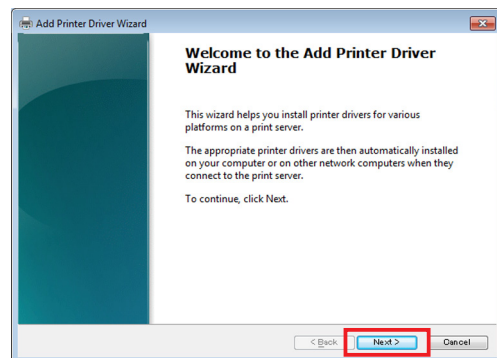 Add Printer Driver Wizard
Welcome to the Add Printer Driver
Wizard
This wizard helps you install printer drivers for various
platforms on a print server.
The appropriate printer drivers are then automatically installed
on your computer or on other network computers when they
connect to the print server.
To continue, click Next.
< Back Next > Cancel